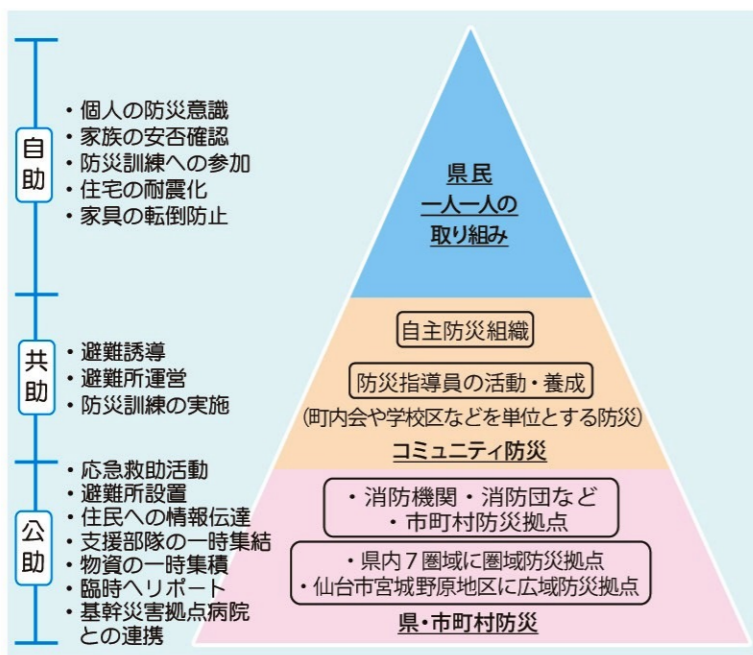 自助
・個人の防災意識
・家族の安否確認
・防災訓練への参加
・住宅の耐震化
・家具の転倒防止
県民
一人一人の
取り組み
共助
・避難誘導
・避難所運営
・防災訓練の実施
自主防災組織
防災指導員の活動・養成
(町内会や学校区などを単位とする防災)
コミュニティ防災
公助
・応急救助活動
・避難所設置
・住民への情報伝達
・支援部隊の一時集結
・物資の一時集積
・臨時ヘリポート
・基幹災害拠点病院
との連携
・消防機関・消防団など
・市町村防災拠点
・県内7圏域に圏域防災拠点
・仙台市宮城野原地区に広域防災拠点
県・市町村防災